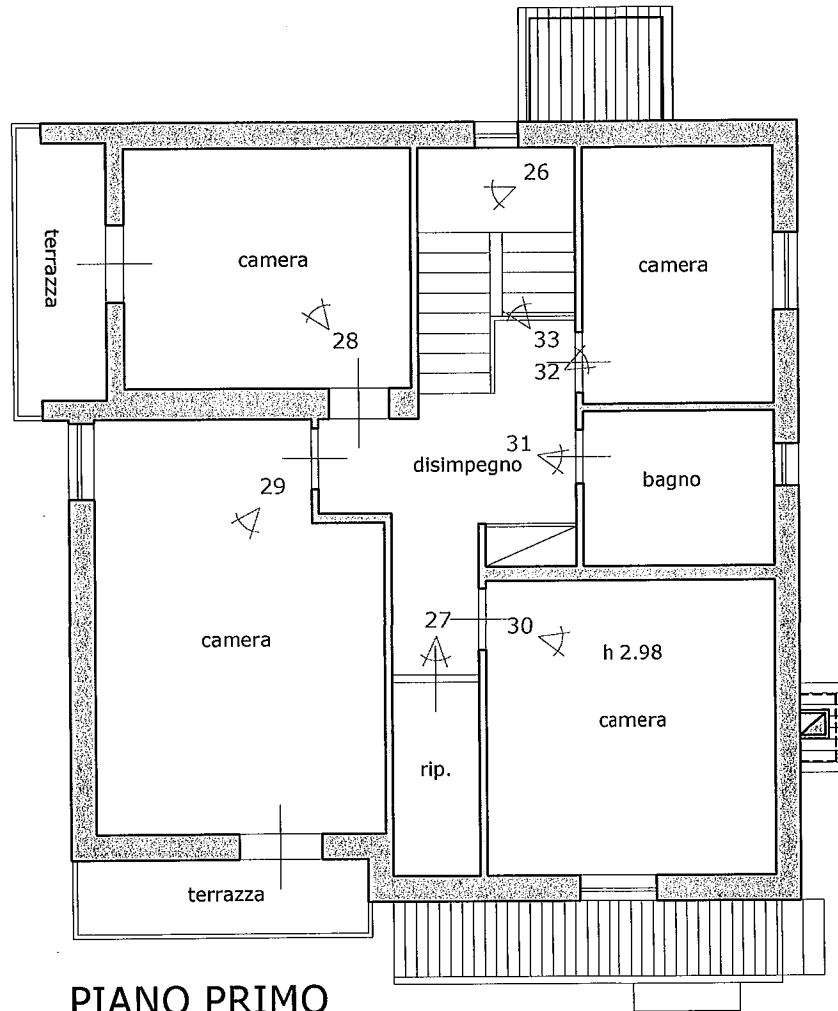 26
terrazza
camera
camera
28
33
32
31
disimpegno
bagno
29
27
30
camera
h 2.98
camera
rip.
terrazza
PIANO PRIMO